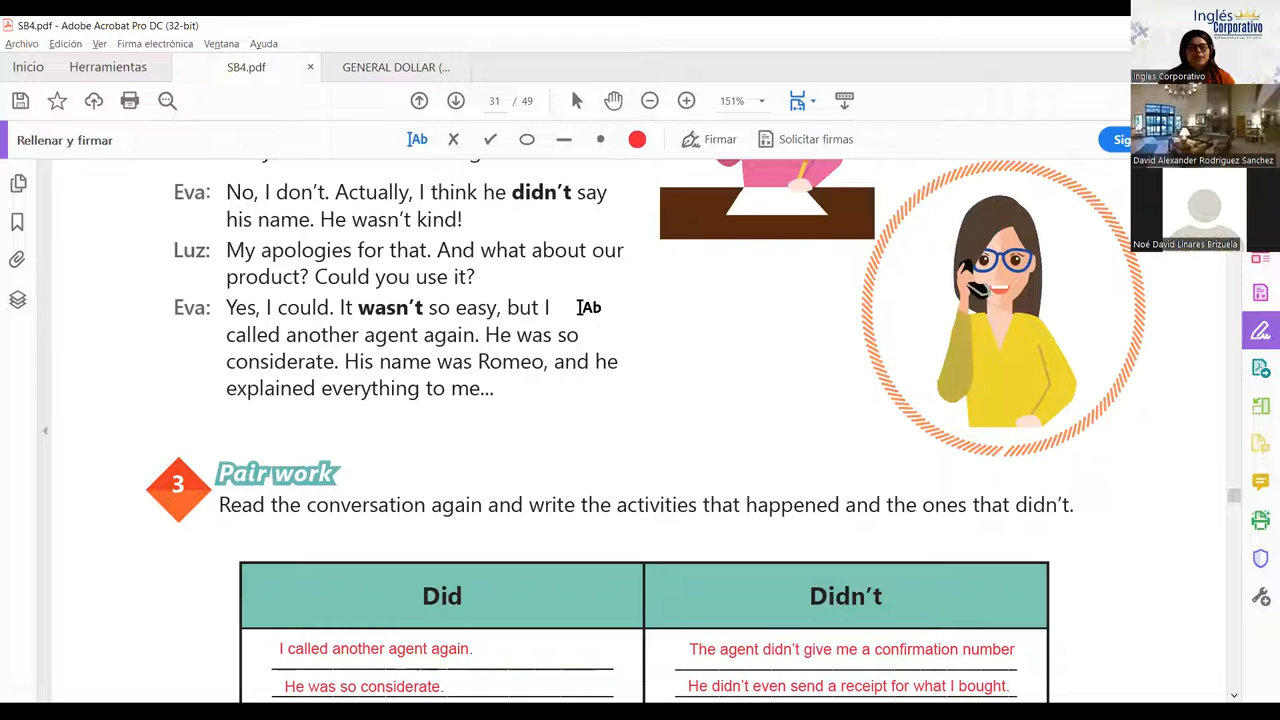 SB4.pdf - Adobe Acrobat Pro DC (32-bit)
Archivo Edición Ver Firma electrónica Ventana Ayuda
Inicio Herramientas SB4.pdf × GENERAL DOLLAR (...
31 / 49 151%
Rellenar y firmar Ab Firmar Solicitar firmas Sig
Inglés
Corporativo
Ingles Corporativo
David Alexander Rodriguez Sanchez
Noé David Linares Brizuela
Eva: No, I don't. Actually, I think he didn't say
his name. He wasn't kind!
Luz: My apologies for that. And what about our
product? Could you use it?
Eva: Yes, I could. It wasn't so easy, but I
Ab
called another agent again. He was so
considerate. His name was Romeo, and he
explained everything to me...
3 Pair work
Read the conversation again and write the activities that happened and the ones that didn't.
Did Didn't
I called another agent again. The agent didn't give me a confirmation number
He was so considerate. He didn't even send a receipt for what I bought.